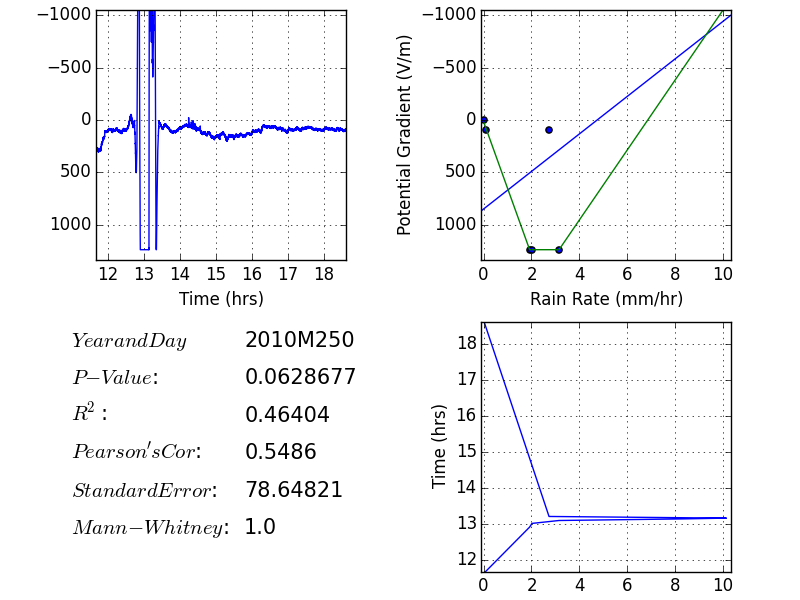 −1000
−500
0
500
1000
12 13 14 15 16 17 18
Time (hrs)
−1000
−500
0
500
1000
Potential Gradient (V/m)
0 2 4 6 8 10
Rain Rate (mm/hr)
YearandDay 2010M250
P−Value: 0.0628677
R² : 0.46404
Pearson′sCor: 0.5486
StandardError: 78.64821
Mann−Whitney: 1.0
18
17
16
15
14
13
12
Time (hrs)
0 2 4 6 8 10